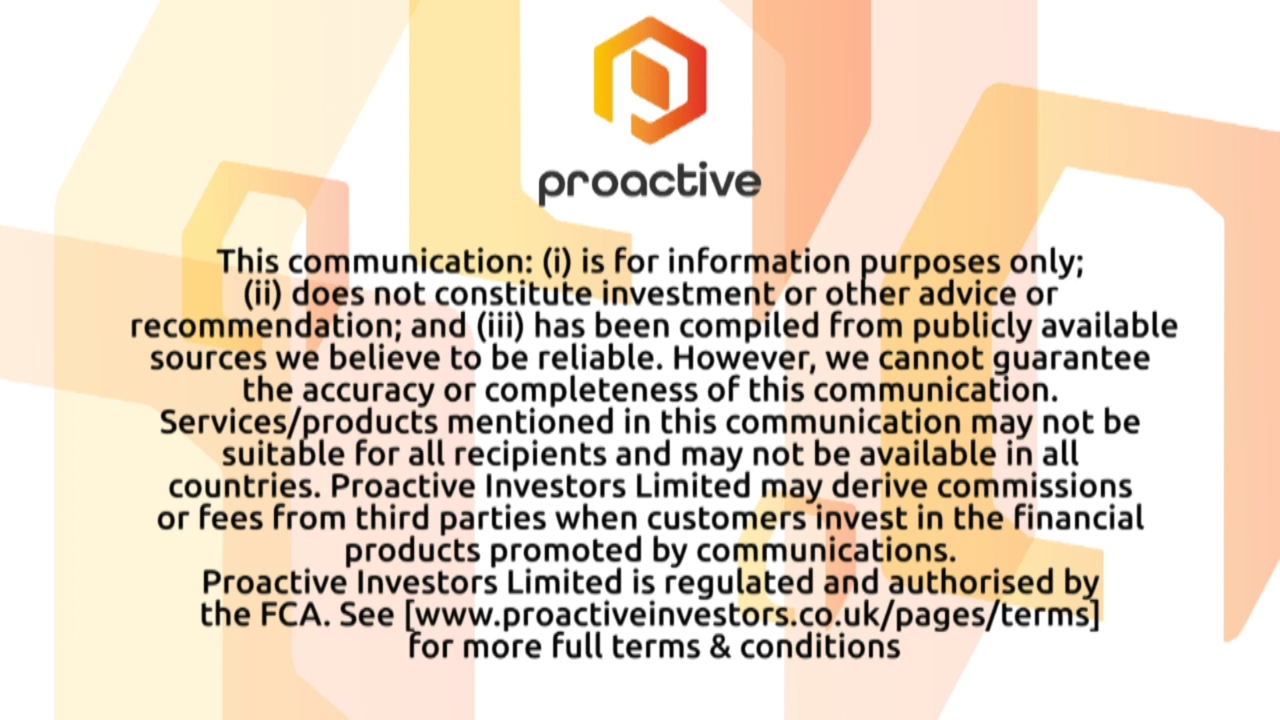 proactive
This communication: (i) is for information purposes only;
(ii) does not constitute investment or other advice or
recommendation; and (iii) has been compiled from publicly available
sources we believe to be reliable. However, we cannot guarantee
the accuracy or completeness of this communication.
Services/products mentioned in this communication may not be
suitable for all recipients and may not be available in all
countries. Proactive Investors Limited may derive commissions
or fees from third parties when customers invest in the financial
products promoted by communications.
Proactive Investors Limited is regulated and authorised by
the FCA. See [www.proactiveinvestors.co.uk/pages/terms]
for more full terms & conditions